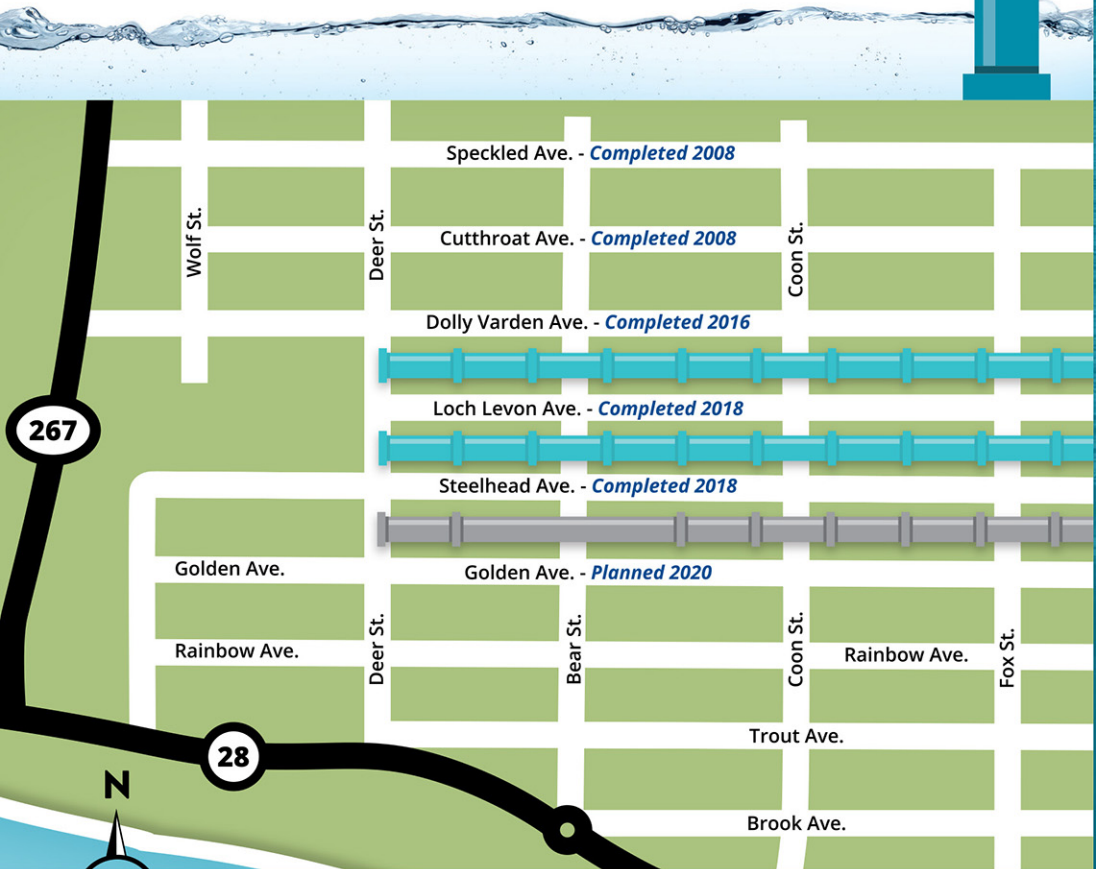 Speckled Ave. - Completed 2008
Wolf St.
Deer St.
Cutthroat Ave. - Completed 2008
Coon St.
Dolly Varden Ave. - Completed 2016
Loch Levon Ave. - Completed 2018
267
Steelhead Ave. - Completed 2018
Golden Ave.
Golden Ave. - Planned 2020
Deer St.
Bear St.
Coon St.
Fox St.
Rainbow Ave.
Rainbow Ave.
Trout Ave.
28
N
Brook Ave.